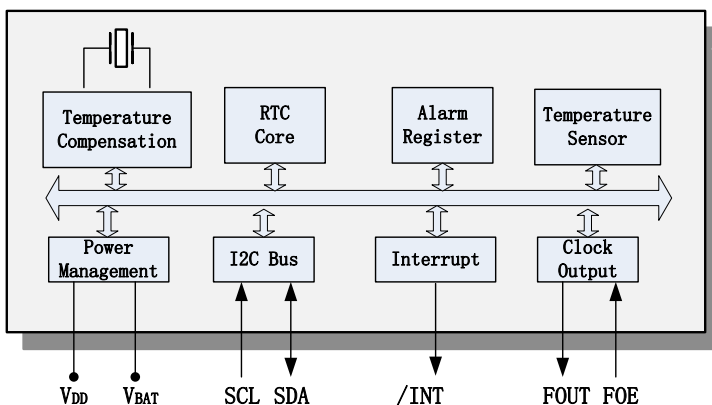 Temperature
Compensation
RTC
Core
Alarm
Register
Temperature
Sensor
Power
Management
I2C Bus
Interrupt
Clock
Output
VDD
VBAT
SCL
SDA
/INT
FOUT
FOE